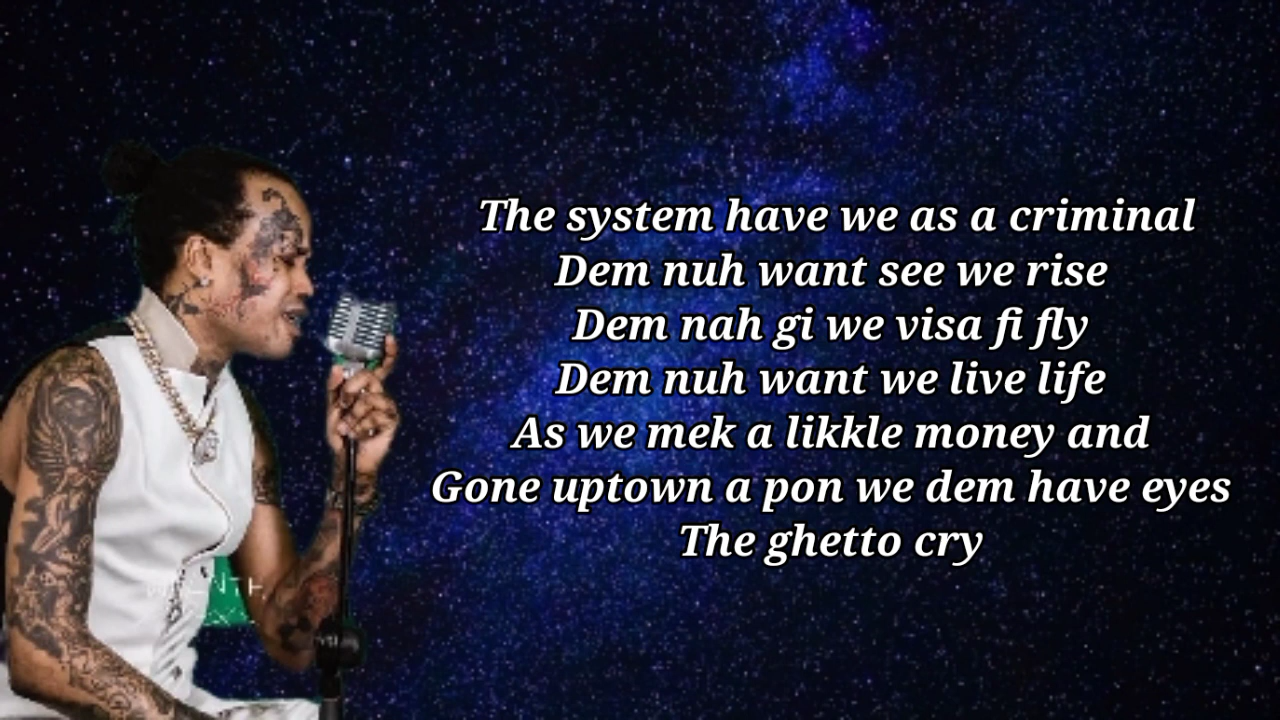 The system have we as a criminal
Dem nuh want see we rise
Dem nah gi we visa fi fly
Dem nuh want we live life
As we mek a likkle money and
Gone uptown a pon we dem have eyes
The ghetto cry